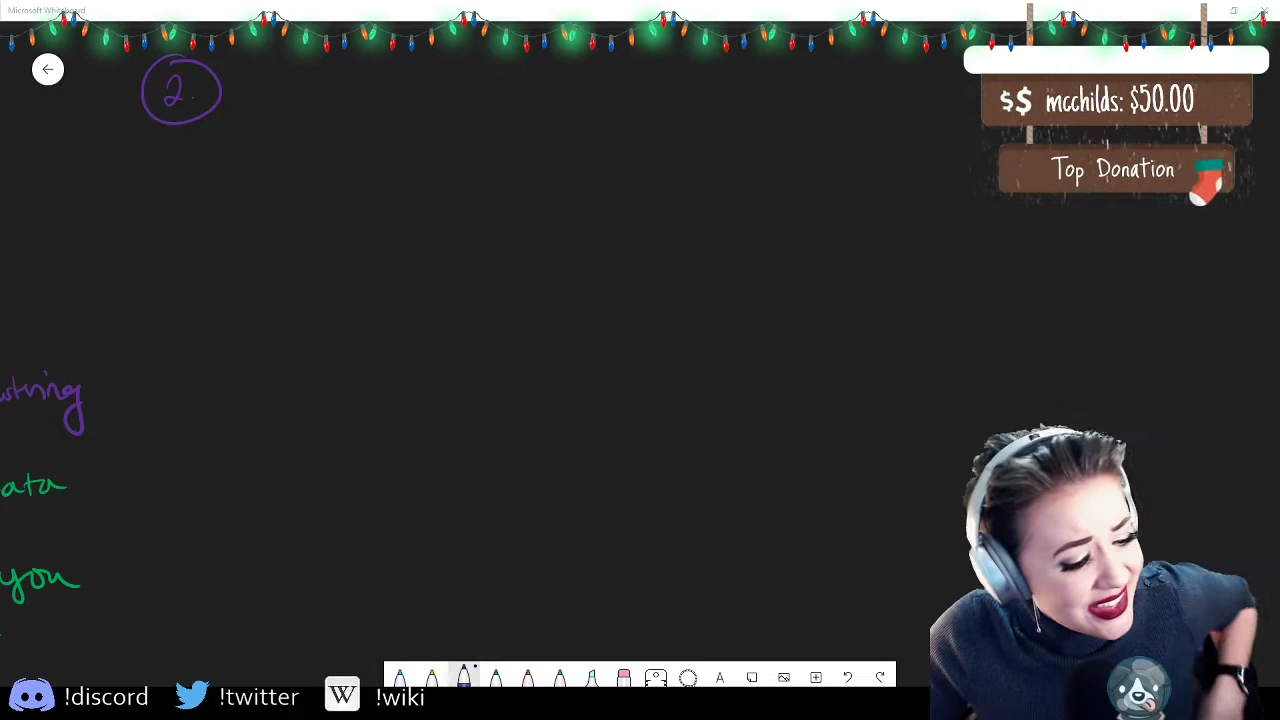 Microsoft Whiteboard
2.
$$ mcchilds: $50.00
Top Donation
string
ata
you
A
!discord
!twitter
W !wiki